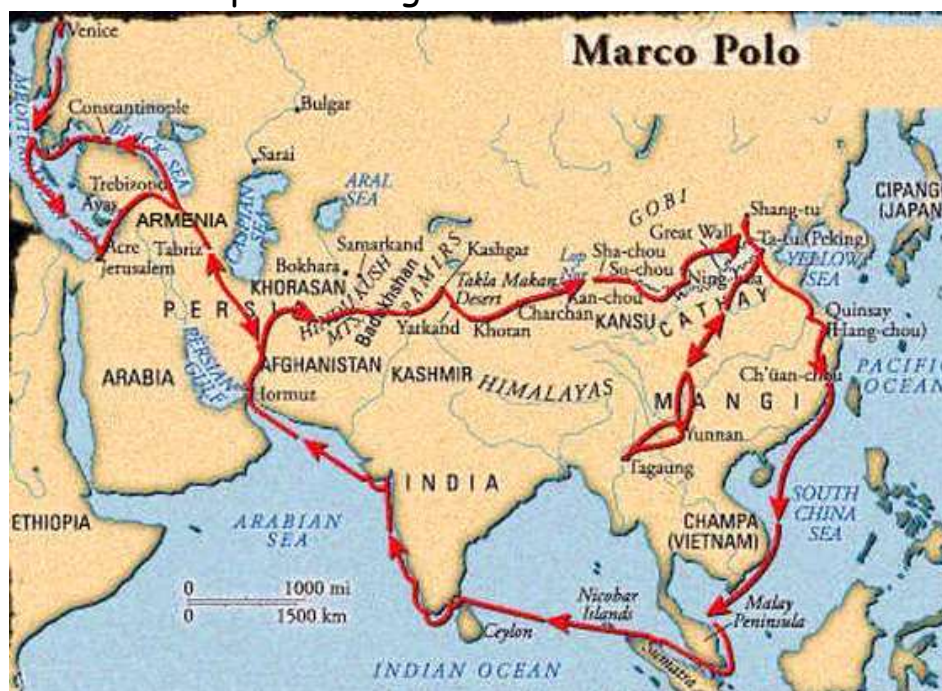 Marco Polo
Venice
Constantinople
BLACK SEA
Bulgar
Sarai
Trebizond
Ayas
ARMENIA
CASPIAN
SEA
ARAL
SEA
GOBI
Shang-tu
CIPANG
(JAPAN
Great Wall
Ta-tu (Peking)
YELLOW
SEA
Acre
Jerusalem
Tabriz
Samarkand
Bokhara
KHORASAN
HINDU KUSH
MTS
Badakhshan
PAMIRS
Kashgar
Takla Makan
Desert
Lop
Nor
Sha-chou
Su-chou
Kan-chou
KANSU
CATHAY
PERSIA
Yarkand
Khotan
Charchan
Quinsay
(Hang-chou)
PERSIAN
GULF
AFGHANISTAN
KASHMIR
HIMALAYAS
Ch'üan-chou
PACIFIC
OCEAN
ARABIA
Hormuz
MANGI
Yunnan
Tagaung
INDIA
ETHIOPIA
ARABIAN
SEA
CHAMPA
(VIETNAM)
SOUTH
CHINA
SEA
0 1000 mi
0 1500 km
Nicobar
Islands
Malay
Peninsula
Ceylon
Sumatra
INDIAN OCEAN